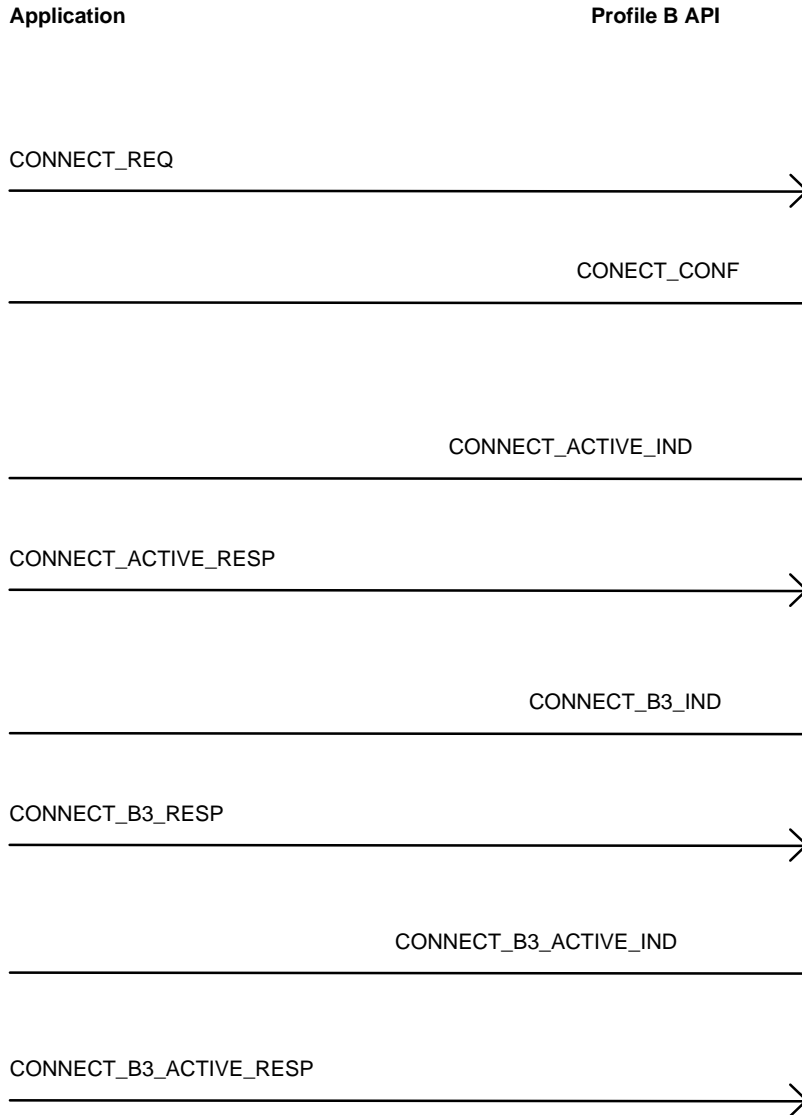 Application Profile B API
CONNECT_REQ
CONECT_CONF
CONNECT_ACTIVE_IND
CONNECT_ACTIVE_RESP
CONNECT_B3_IND
CONNECT_B3_RESP
CONNECT_B3_ACTIVE_IND
CONNECT_B3_ACTIVE_RESP